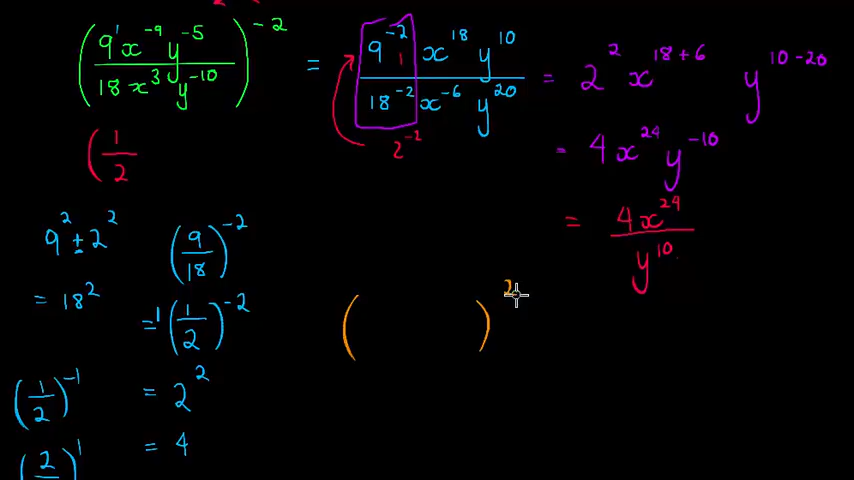 (9¹x⁻⁹y⁻⁵ / 18x³y⁻¹⁰)⁻² = 9⁻² 1 x¹⁸ y¹⁰ / 18⁻² x⁻⁶ y²⁰ = 2² x¹⁸⁺⁶ y¹⁰⁻²⁰
2⁻²
(1/2
= 4x²⁴ y⁻¹⁰
= 4x²⁴ / y¹⁰
9² ± 2²
= 18²
(9/18)⁻²
=¹(1/2)⁻²
= 2²
= 4
(1/2)⁻¹
( )²